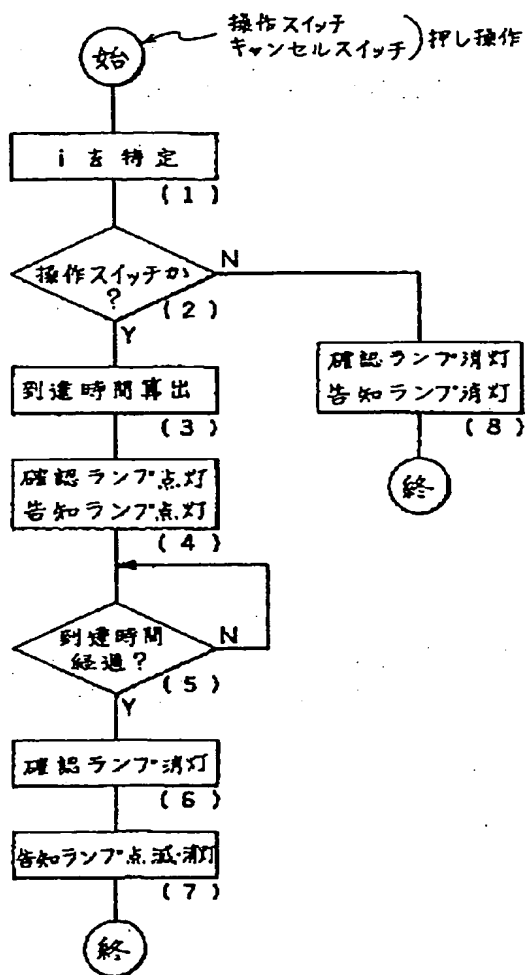 操作スイッチ
キャンセルスイッチ
押し操作
始
iを特定
(1)
操作スイッチか
?
(2)
N
Y
到達時間算出
(3)
確認ランプ点灯
告知ランプ点灯
(4)
到達時間
経過?
(5)
N
Y
確認ランプ消灯
(6)
告知ランプ点滅・消灯
(7)
終
確認ランプ消灯
告知ランプ消灯
(8)
終